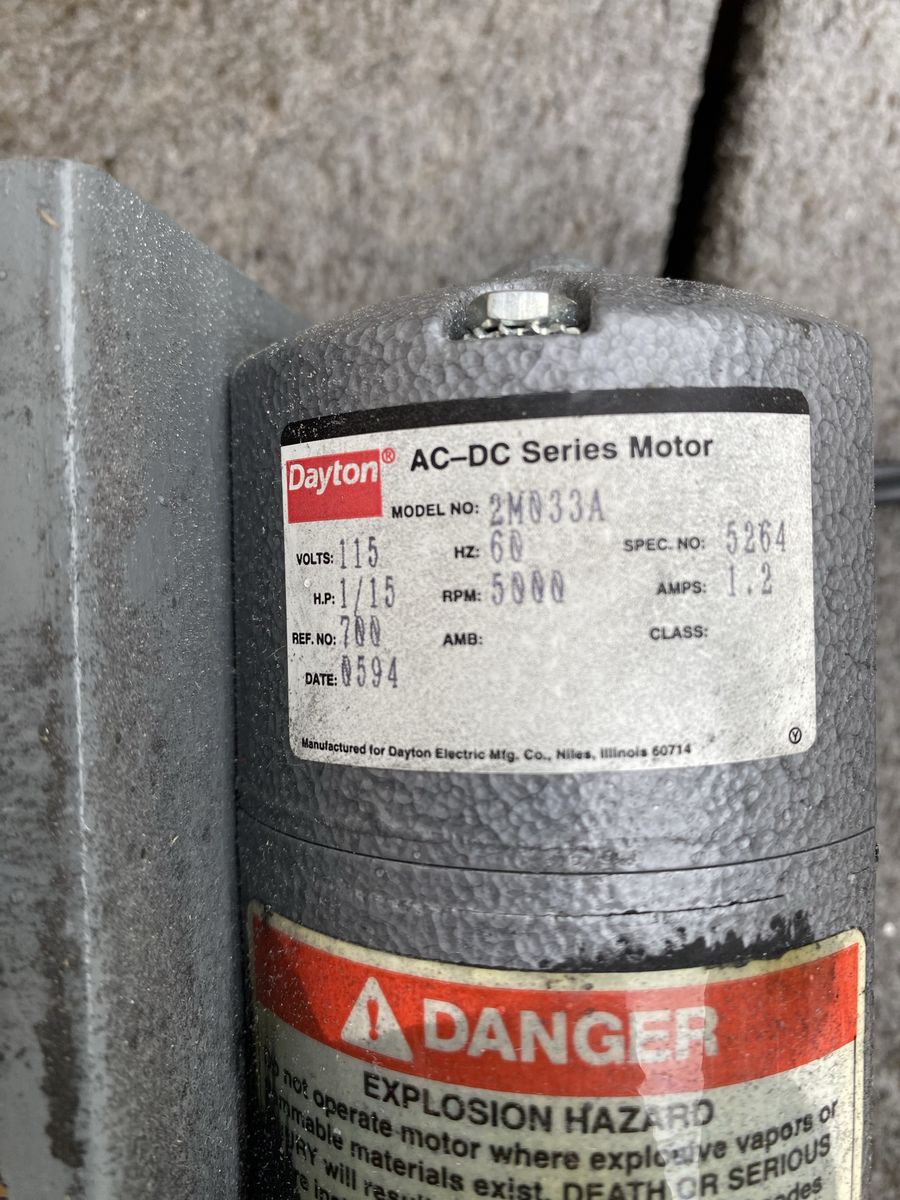 Dayton® AC–DC Series Motor
MODEL NO: 2M033A
VOLTS: 115 HZ: 60 SPEC. NO: 5264
H.P: 1/15 RPM: 5000 AMPS: 1.2
REF. NO: 700 AMB: CLASS:
DATE: 0594
Manufactured for Dayton Electric Mfg. Co., Niles, Illinois 60714
Y
DANGER
EXPLOSION HAZARD
not operate motor where explosive vapors or
materials exist. DEATH OR SERIOUS
will